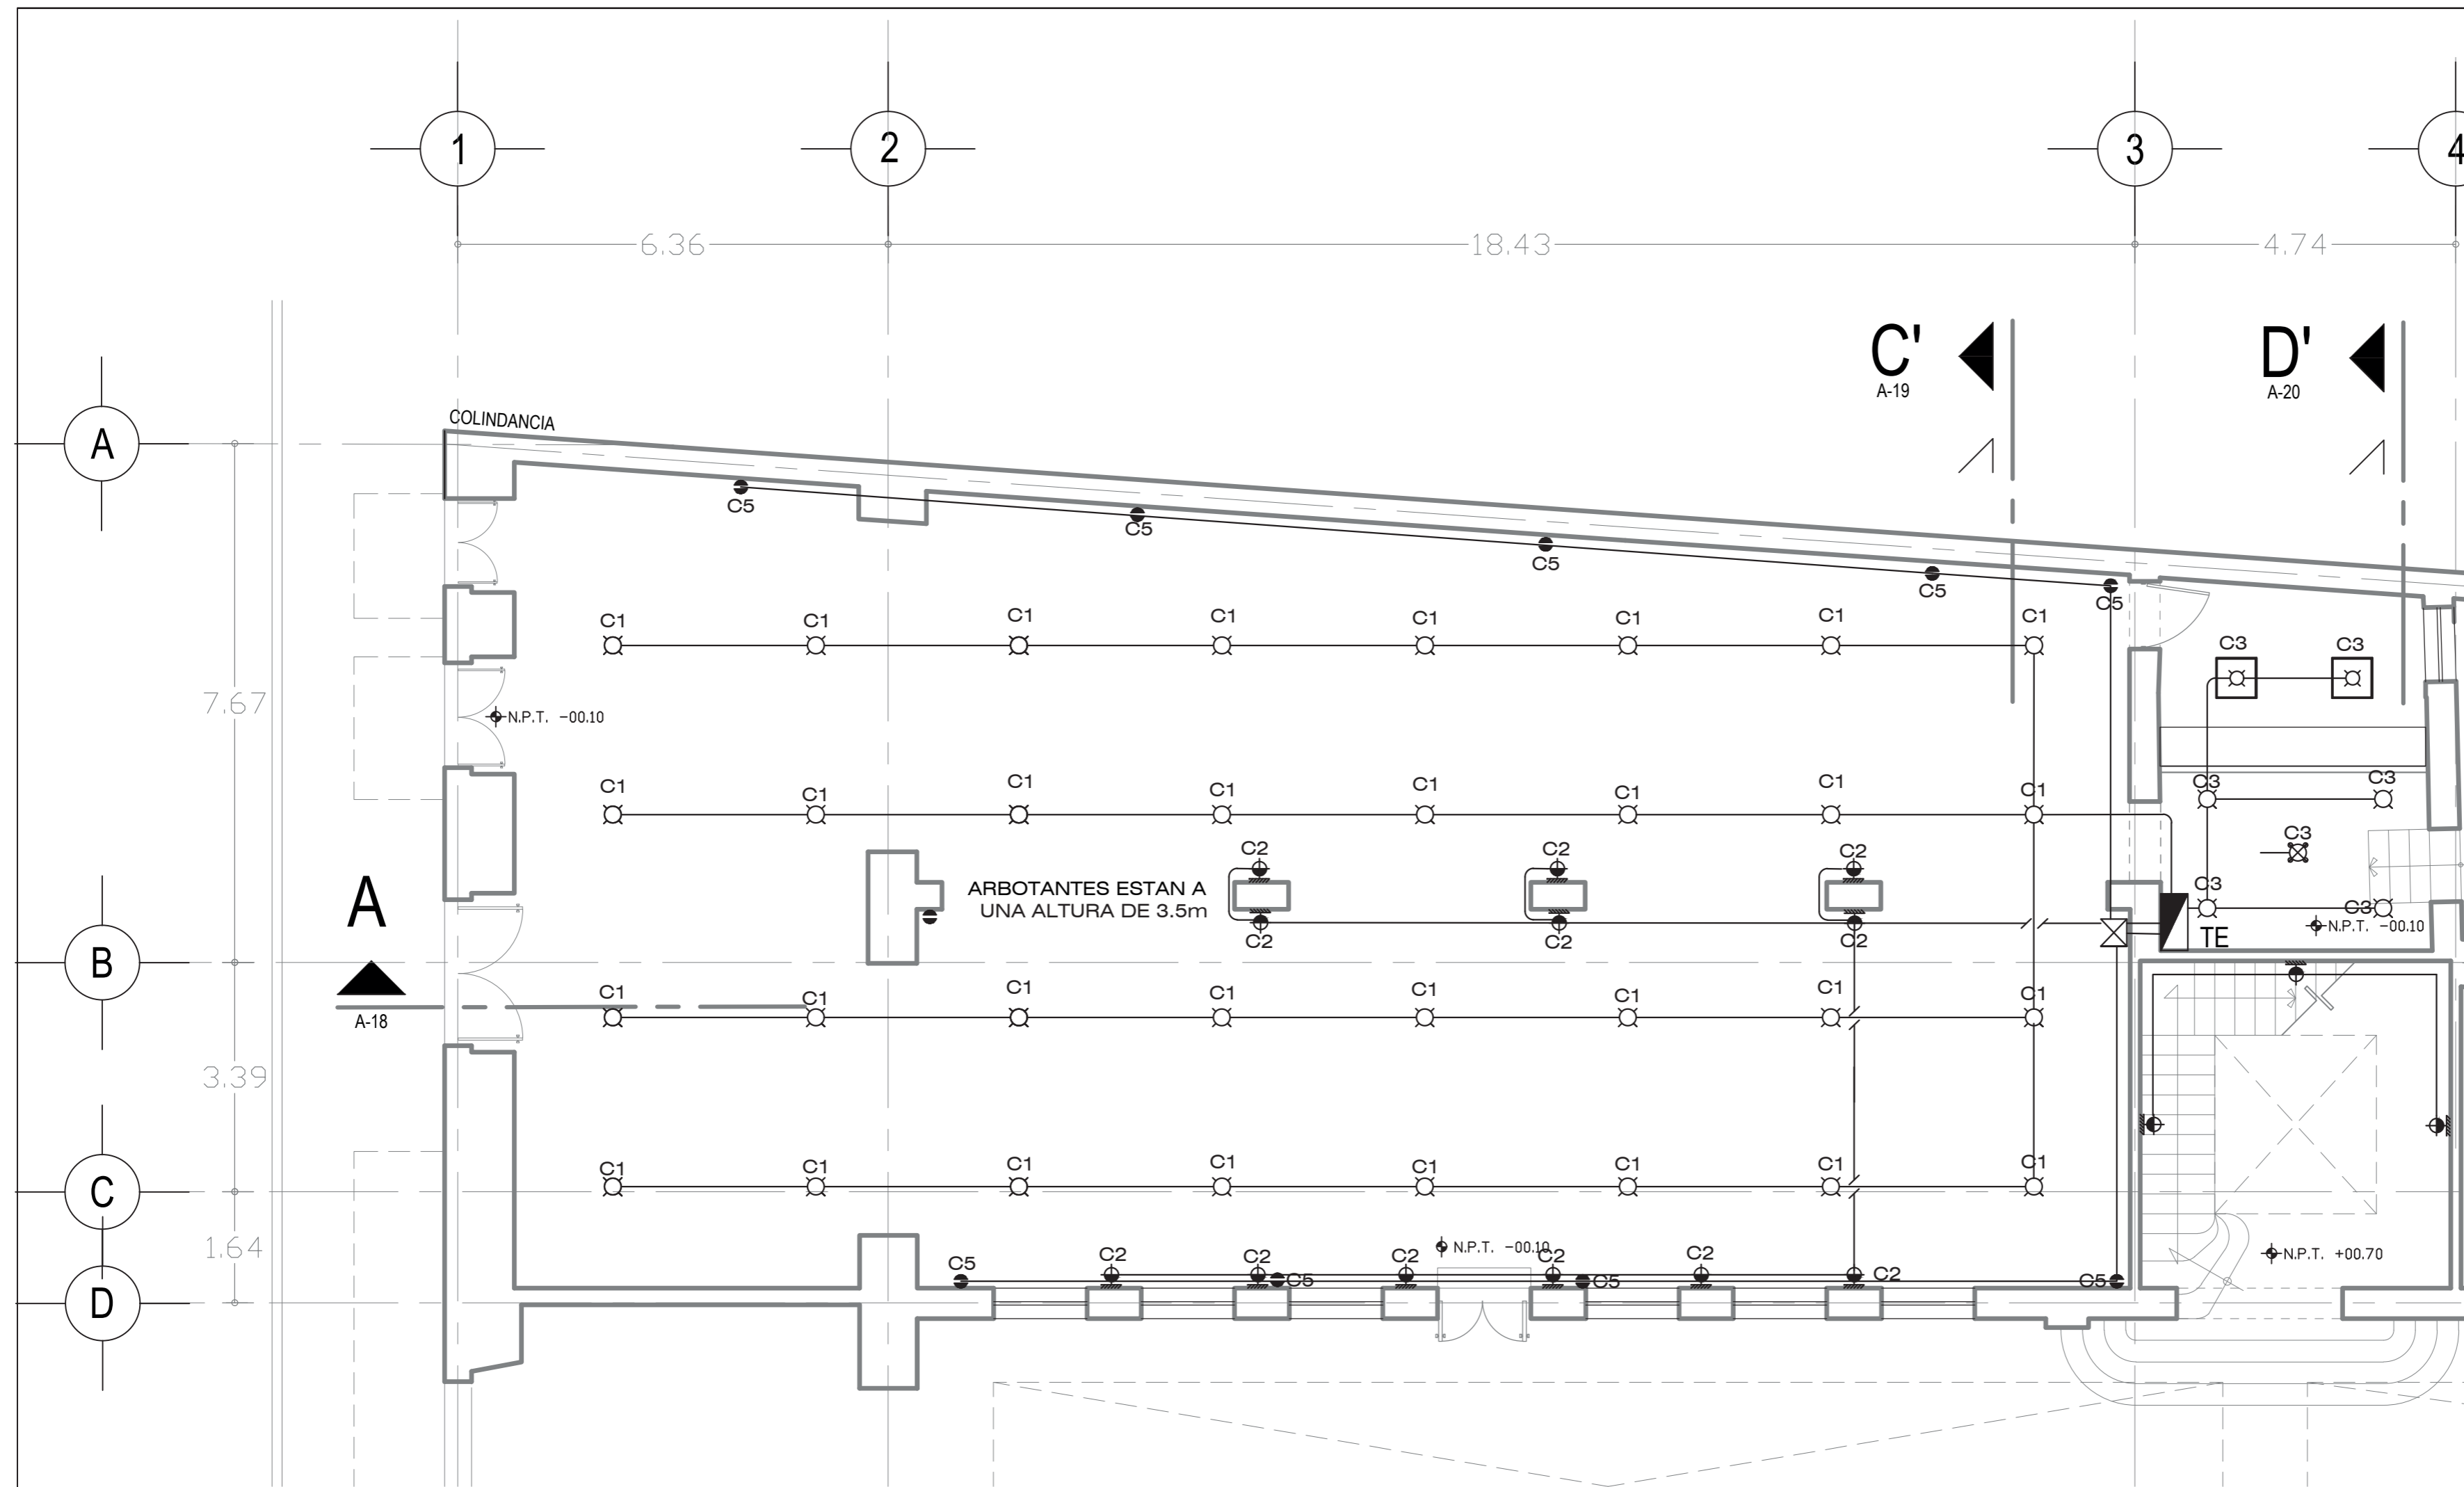 1
2
3
4
6.36
18.43
4.74
C'
D'
A-19
A-20
COLINDANCIA
A
C5
C5
C5
C5
C5
C1 C1 C1 C1 C1 C1 C1 C1
C3 C3
7.67
N.P.T. -00.10
C1 C1 C1 C1 C1 C1 C1 C1
C3 C3
C3
C2 C2 C2
ARBOTANTES ESTAN A
UNA ALTURA DE 3.5m
C3 C3
A
N.P.T. -00.10
C2 C2 C2
TE
B
C1 C1 C1 C1 C1 C1 C1 C1
A-18
3.39
C1 C1 C1 C1 C1 C1 C1 C1
C
1.64
N.P.T. -00.10
N.P.T. +00.70
C5 C2 C2 C2 C2 C2 C2
C5 C5 C5
D